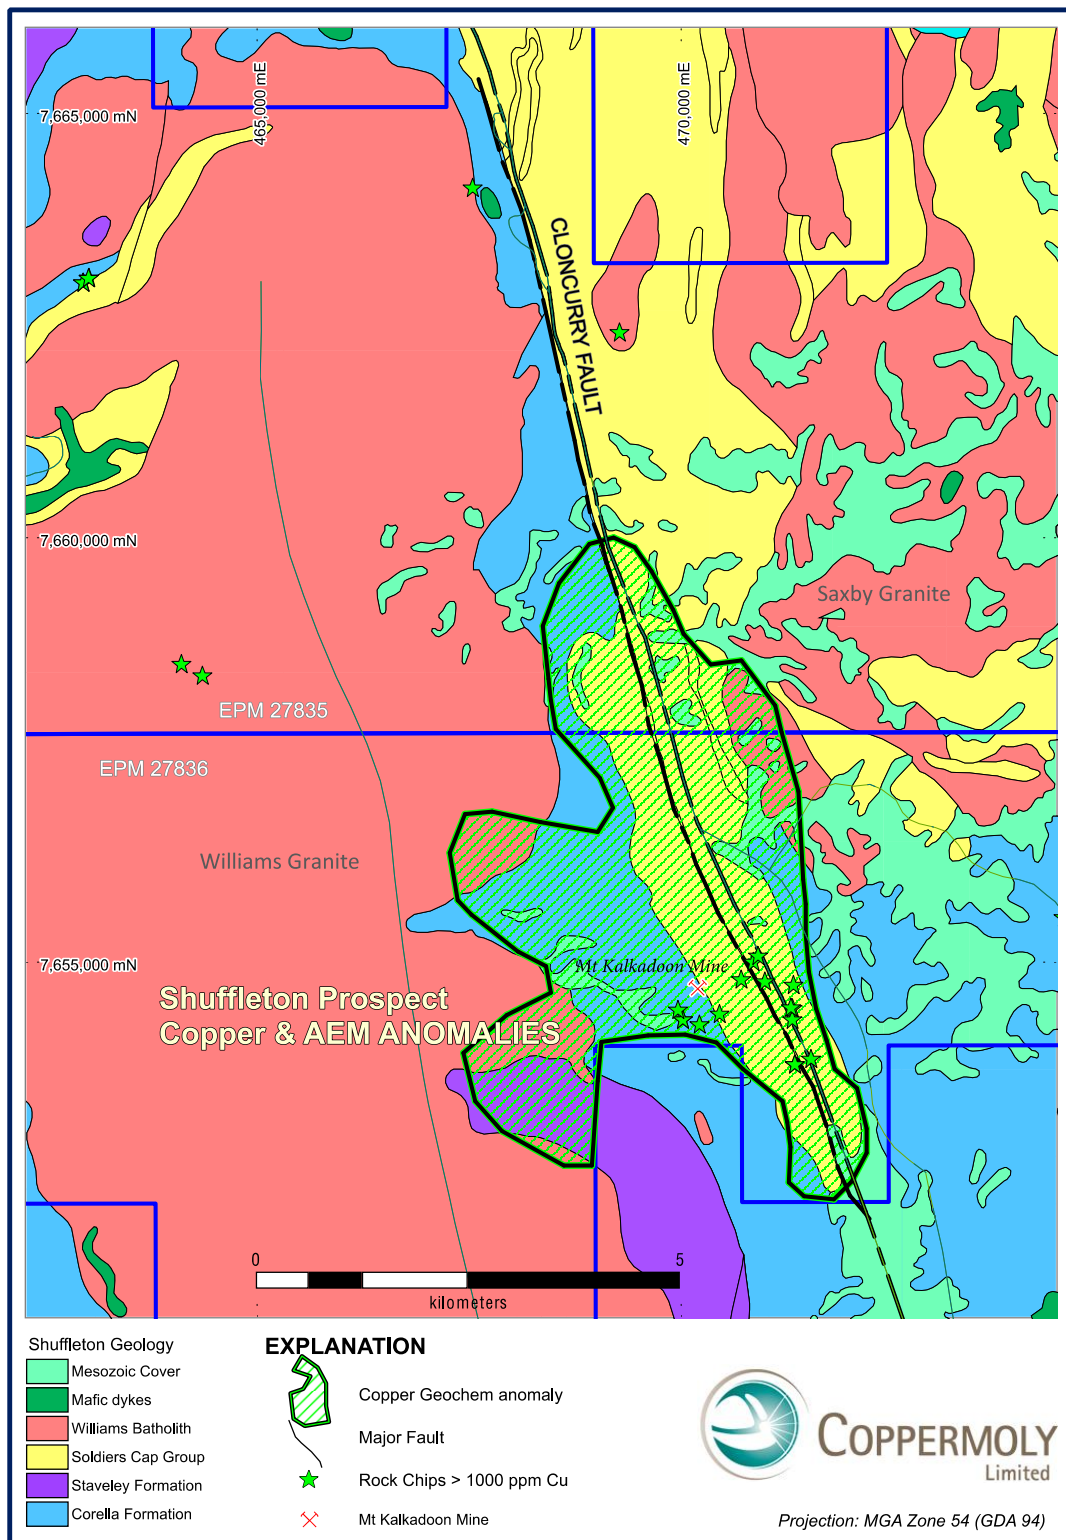 465,000 mE
470,000 mE
7,665,000 mN
CLONCURRY FAULT
7,660,000 mN
Saxby Granite
EPM 27835
EPM 27836
Williams Granite
7,655,000 mN
Mt Kalkadoon Mine
Shuffleton Prospect
Copper & AEM ANOMALIES
0 5
kilometers
Shuffleton Geology
Mesozoic Cover
Mafic dykes
Williams Batholith
Soldiers Cap Group
Staveley Formation
Corella Formation
EXPLANATION
Copper Geochem anomaly
Major Fault
Rock Chips > 1000 ppm Cu
Mt Kalkadoon Mine
COPPERMOLY
Limited
Projection: MGA Zone 54 (GDA 94)